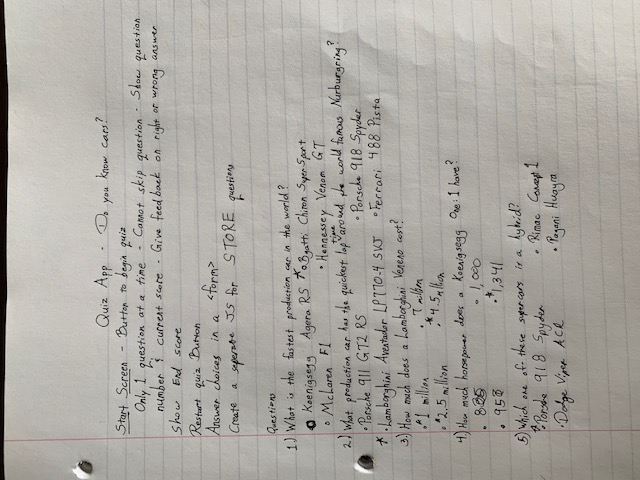 Quiz App - Do you know cars?
Start Screen - Button to begin quiz
Only 1 question at a time - Cannot skip question - Show question
number & current score - Give feedback on right or wrong answer
Show End score
Restart quiz Button
Answer choices in a <form>
Create a seperate JS for STORE questions
Questions
1.) What is the fastest production car in the world?
Koenigsegg Agera RS * Bgatti Chiron Super Sport
McLaren F1 Hennessey Venom GT
2.) What production car has the quickest lap time around the world famous Nurburgring?
Porsche 911 GT2 RS Porsche 918 Spyder
* Lamborghini Aventador LP770-4 SVJ Ferrari 488 Pista
3.) How much does a Lamborghini Veneno cost?
1 million 7 million
2.5 million * 4.5 million
4.) How much horsepower does a Koenigsegg One:1 have?
835 1,000
953 * 1,341
5.) Which one of these supercars is a hybrid?
* Porsche 918 Spyder Rimac Concept 1
Dodge Viper ACR Pagani Huayra